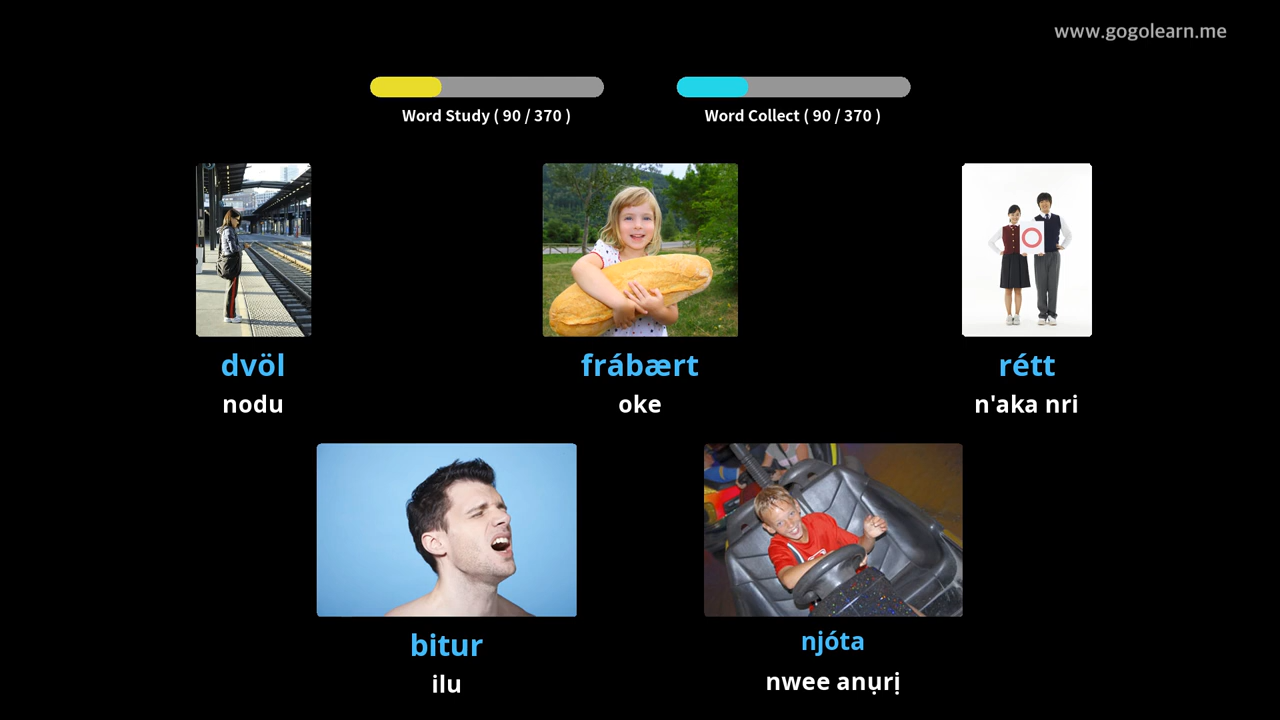 www.gogolearn.me
Word Study ( 90 / 370 )
Word Collect ( 90 / 370 )
dvöl
nodu
frábært
oke
rétt
n'aka nri
bitur
ilu
njóta
nwee anụrị